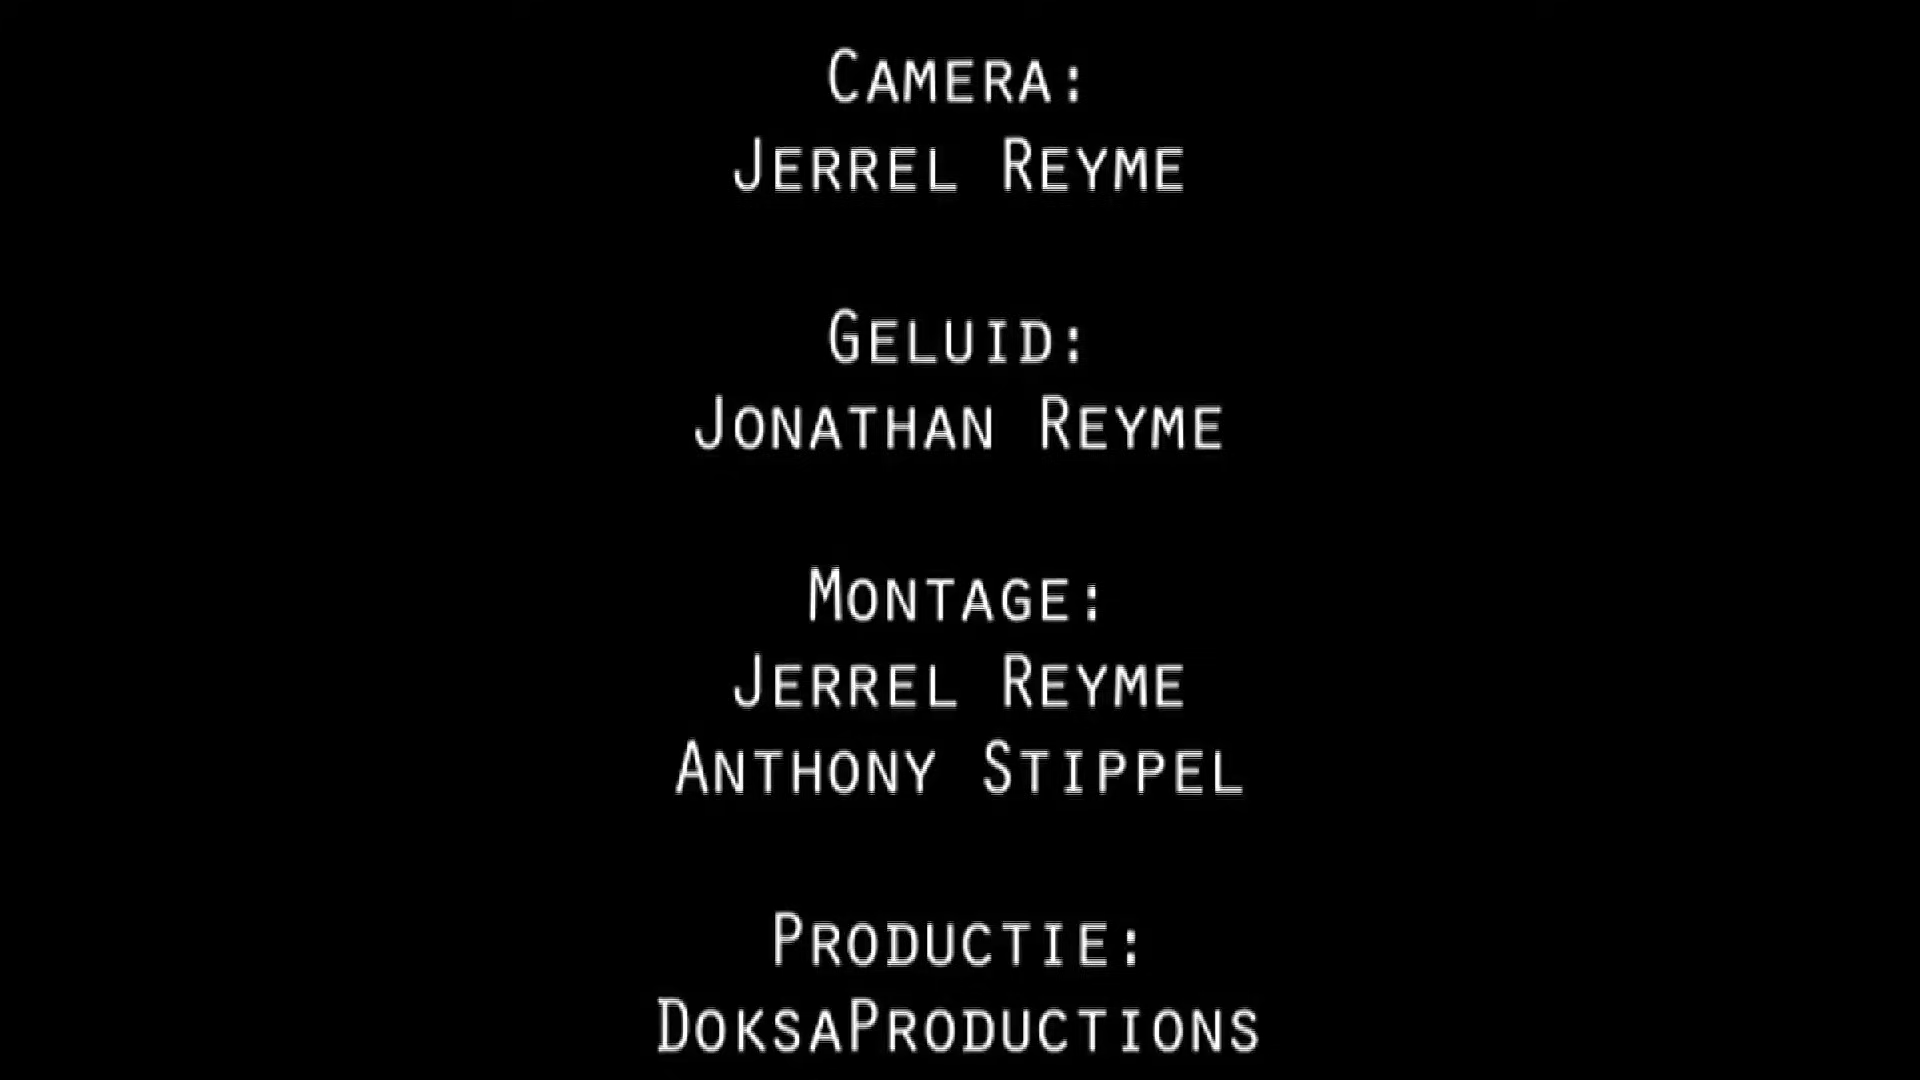 Camera:
Jerrel Reyme
Geluid:
Jonathan Reyme
Montage:
Jerrel Reyme
Anthony Stippel
Productie:
DoksaProductions